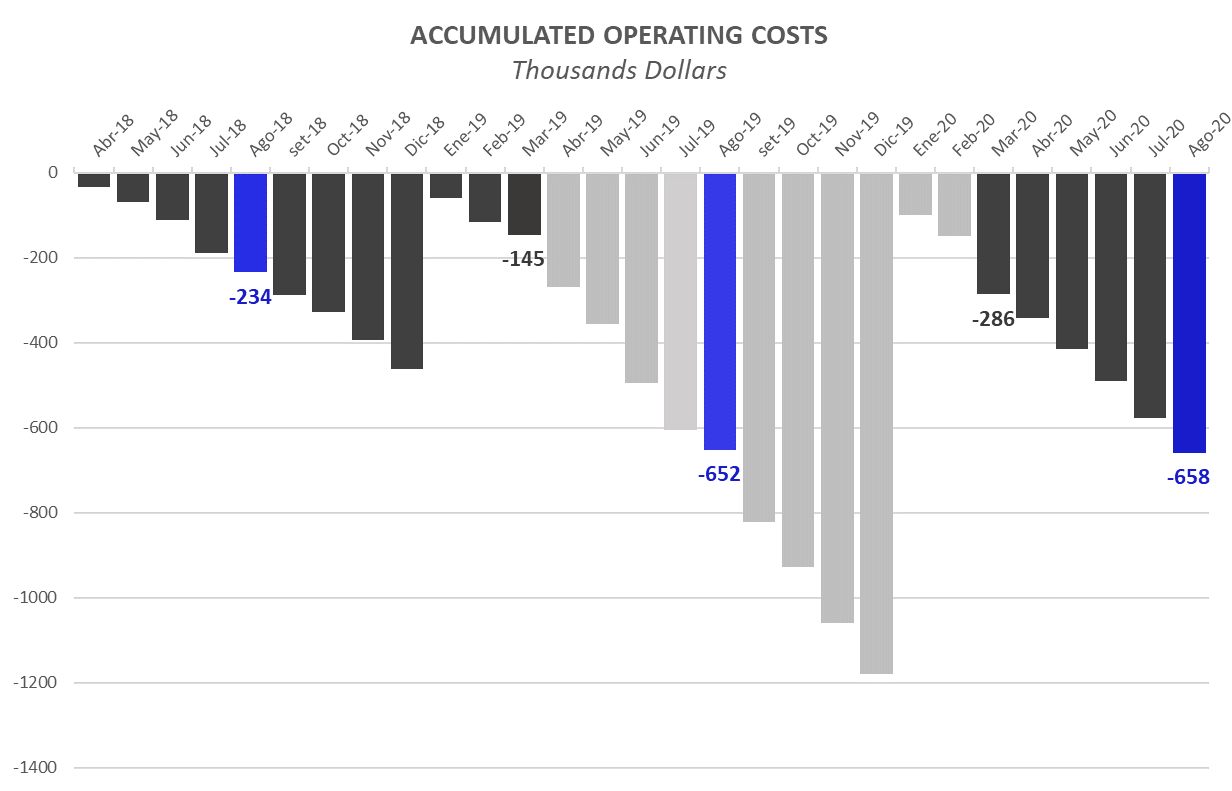 ACCUMULATED OPERATING COSTS
Thousands Dollars
Abr-18
May-18
Jun-18
Jul-18
Ago-18
set-18
Oct-18
Nov-18
Dic-18
Ene-19
Feb-19
Mar-19
Abr-19
May-19
Jun-19
Jul-19
Ago-19
set-19
Oct-19
Nov-19
Dic-19
Ene-20
Feb-20
Mar-20
Abr-20
May-20
Jun-20
Jul-20
Ago-20
0
-200
-400
-600
-800
-1000
-1200
-1400
-234
-145
-652
-286
-658